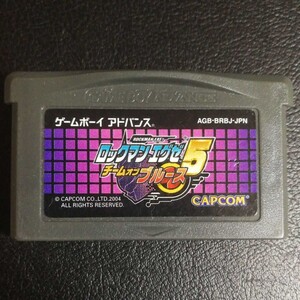 ゲームボーイ アドバンス
AGB-BRBJ-JPN
ROCKMAN EXE
ロックマンエグゼ5
チームオブブルース
© CAPCOM CO., LTD. 2004
ALL RIGHTS RESERVED.
CAPCOM